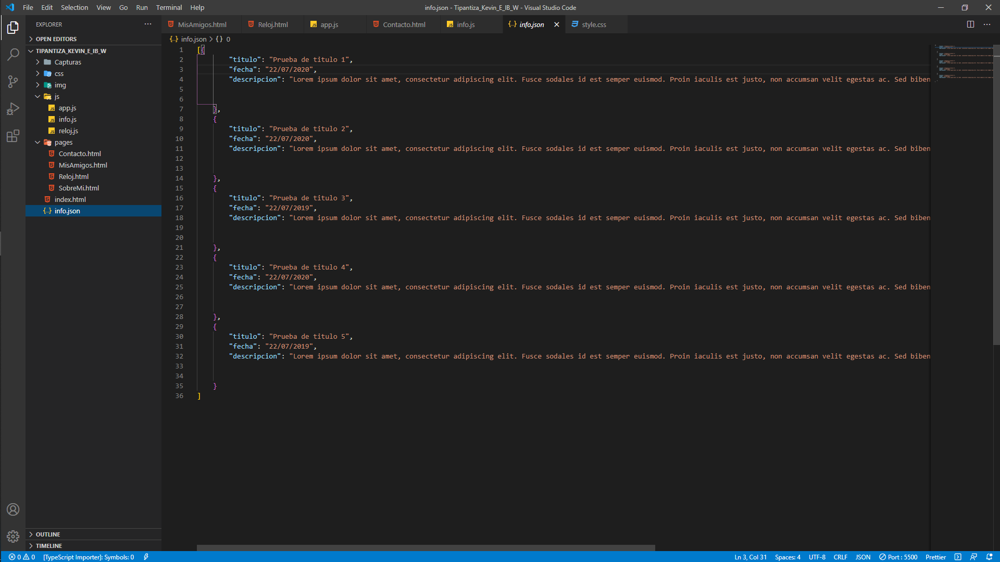 File Edit Selection View Go Run Terminal Help
info.json - Tipantiza_Kevin_E_IB_W - Visual Studio Code
EXPLORER
OPEN EDITORS
TIPANTIZA_KEVIN_E_IB_W
Capturas
css
img
js
app.js
info.js
reloj.js
pages
Contacto.html
MisAmigos.html
Reloj.html
SobreMi.html
index.html
info.json
OUTLINE
TIMELINE
MisAmigos.html Reloj.html app.js Contacto.html info.js info.json style.css
{..} info.json > {} 0
1 [{
2 "titulo": "Prueba de titulo 1",
3 "fecha": "22/07/2020",
4 "descripcion": "Lorem ipsum dolor sit amet, consectetur adipiscing elit. Fusce sodales id est semper euismod. Proin iaculis est justo, non accumsan velit egestas ac. Sed biben
5
6
7 },
8 {
9 "titulo": "Prueba de titulo 2",
10 "fecha": "22/07/2020",
11 "descripcion": "Lorem ipsum dolor sit amet, consectetur adipiscing elit. Fusce sodales id est semper euismod. Proin iaculis est justo, non accumsan velit egestas ac. Sed biben
12
13
14 },
15 {
16 "titulo": "Prueba de titulo 3",
17 "fecha": "22/07/2019",
18 "descripcion": "Lorem ipsum dolor sit amet, consectetur adipiscing elit. Fusce sodales id est semper euismod. Proin iaculis est justo, non accumsan velit egestas ac. Sed biben
19
20
21 },
22 {
23 "titulo": "Prueba de titulo 4",
24 "fecha": "22/07/2020",
25 "descripcion": "Lorem ipsum dolor sit amet, consectetur adipiscing elit. Fusce sodales id est semper euismod. Proin iaculis est justo, non accumsan velit egestas ac. Sed biben
26
27
28 },
29 {
30 "titulo": "Prueba de titulo 5",
31 "fecha": "22/07/2019",
32 "descripcion": "Lorem ipsum dolor sit amet, consectetur adipiscing elit. Fusce sodales id est semper euismod. Proin iaculis est justo, non accumsan velit egestas ac. Sed biben
33
34
35 }
36 ]
0 0 [TypeScript Importer]: Symbols: 0
Ln 3, Col 31 Spaces: 4 UTF-8 CRLF JSON Port : 5500 Prettier